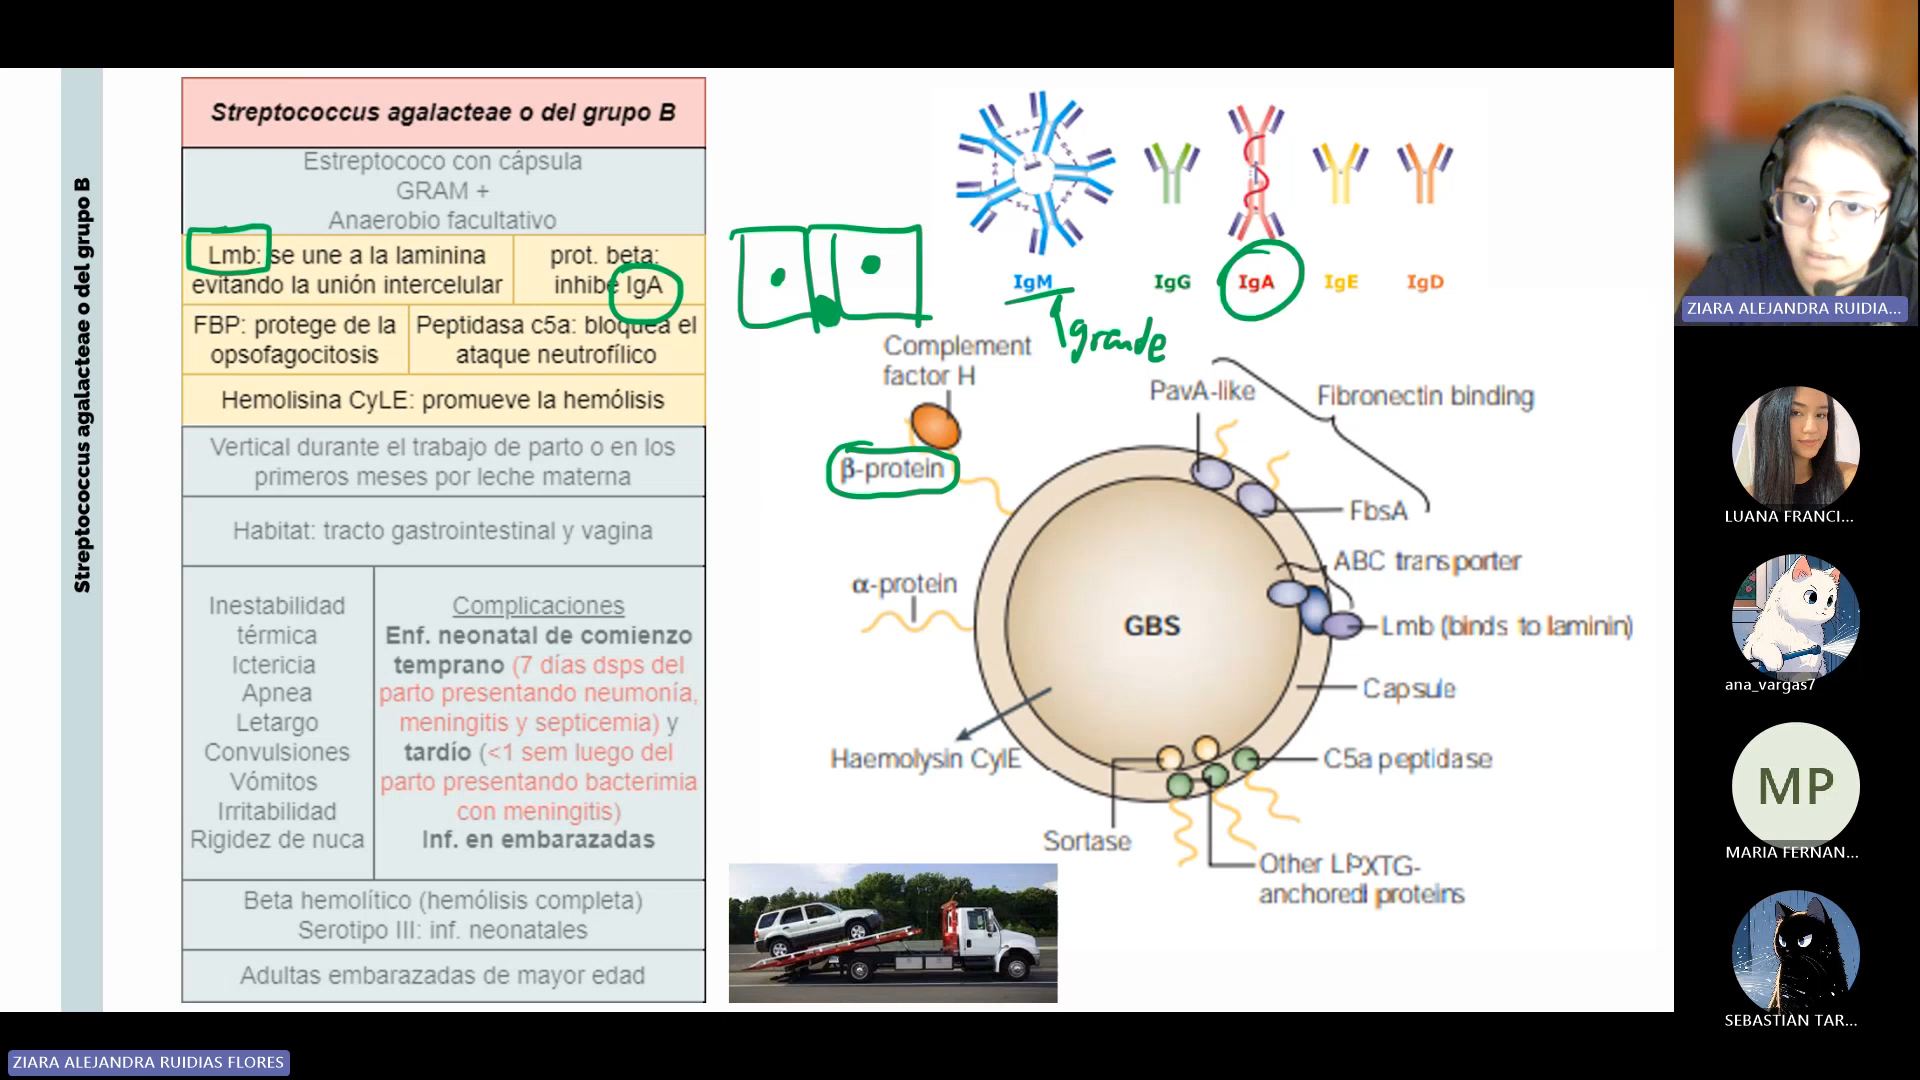 Streptococcus agalacteae o del grupo B
Streptococcus agalacteae o del grupo B
Estreptococo con cápsula
GRAM +
Anaerobio facultativo
Lmb: se une a la laminina
evitando la unión intercelular
prot. beta:
inhibe IgA
FBP: protege de la
opsofagocitosis
Peptidasa c5a: bloquea el
ataque neutrofílico
Hemolisina CyLE: promueve la hemólisis
Vertical durante el trabajo de parto o en los
primeros meses por leche materna
Habitat: tracto gastrointestinal y vagina
Inestabilidad
térmica
Ictericia
Apnea
Letargo
Convulsiones
Vómitos
Irritabilidad
Rigidez de nuca
Complicaciones
Enf. neonatal de comienzo
temprano (7 días dsps del
parto presentando neumonía,
meningitis y septicemia) y
tardío (<1 sem luego del
parto presentando bacterimia
con meningitis)
Inf. en embarazadas
Beta hemolítico (hemólisis completa)
Serotipo III: inf. neonatales
Adultas embarazadas de mayor edad
IgM
IgG
IgA
IgE
IgD
grande
Complement
factor H
β-protein
α-protein
PavA-like
Fibronectin binding
FbsA
ABC transporter
Lmb (binds to laminin)
GBS
Capsule
Haemolysin CylE
C5a peptidase
Sortase
Other LPXTG-
anchored proteins
ZIARA ALEJANDRA RUIDIA...
LUANA FRANCI...
ana_vargas7
MP
MARIA FERNAN...
SEBASTIAN TAR...
ZIARA ALEJANDRA RUIDIAS FLORES